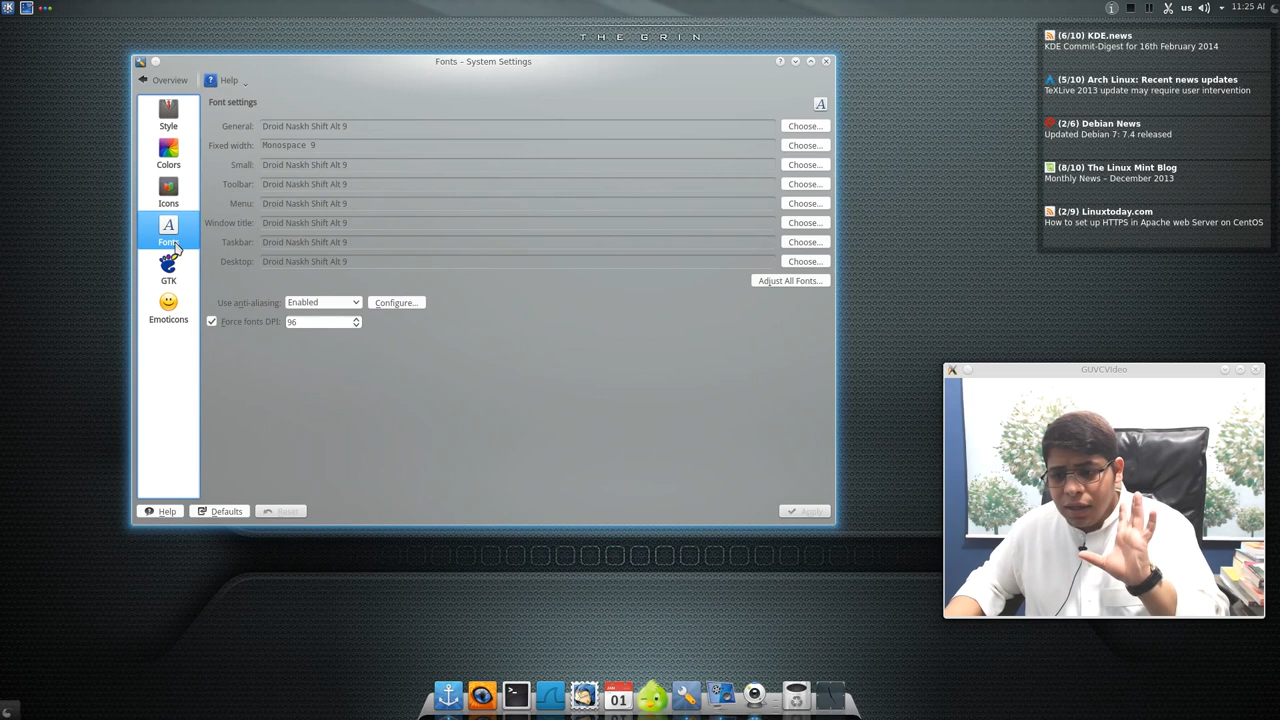 us
11:25 AM
THE GRIN
(6/10) KDE.news
KDE Commit-Digest for 16th February 2014
(5/10) Arch Linux: Recent news updates
TeXLive 2013 update may require user intervention
(2/6) Debian News
Updated Debian 7: 7.4 released
(8/10) The Linux Mint Blog
Monthly News – December 2013
(2/9) Linuxtoday.com
How to set up HTTPS in Apache web Server on CentOS
Fonts – System Settings
Overview
Help
Style
Colors
Icons
Fonts
GTK
Emoticons
Font settings
General: Droid Naskh Shift Alt 9 Choose...
Fixed width: Monospace 9 Choose...
Small: Droid Naskh Shift Alt 9 Choose...
Toolbar: Droid Naskh Shift Alt 9 Choose...
Menu: Droid Naskh Shift Alt 9 Choose...
Window title: Droid Naskh Shift Alt 9 Choose...
Taskbar: Droid Naskh Shift Alt 9 Choose...
Desktop: Droid Naskh Shift Alt 9 Choose...
Adjust All Fonts...
Use anti-aliasing: Enabled Configure...
Force fonts DPI: 96
Help Defaults Reset Apply
GUVCVideo
JAN
01